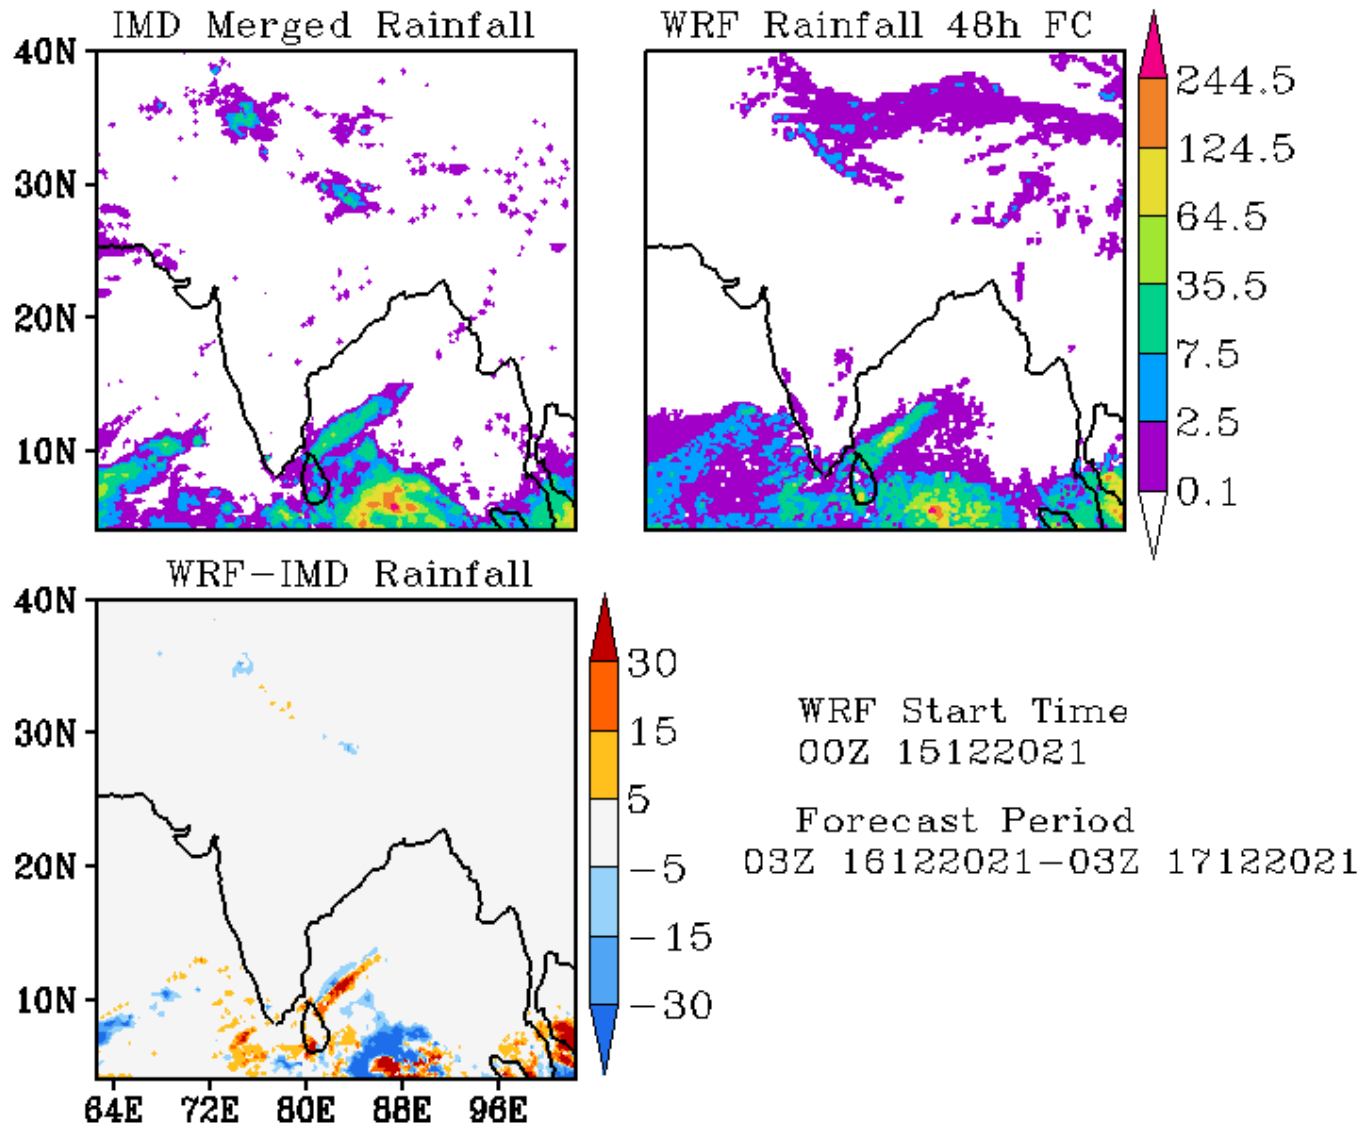 IMD Merged Rainfall
WRF Rainfall 48h FC
40N
30N
20N
10N
244.5
124.5
64.5
35.5
7.5
2.5
0.1
WRF-IMD Rainfall
40N
30N
20N
10N
64E 72E 80E 88E 96E
30
15
5
-5
-15
-30
WRF Start Time
00Z 15122021
Forecast Period
03Z 16122021-03Z 17122021